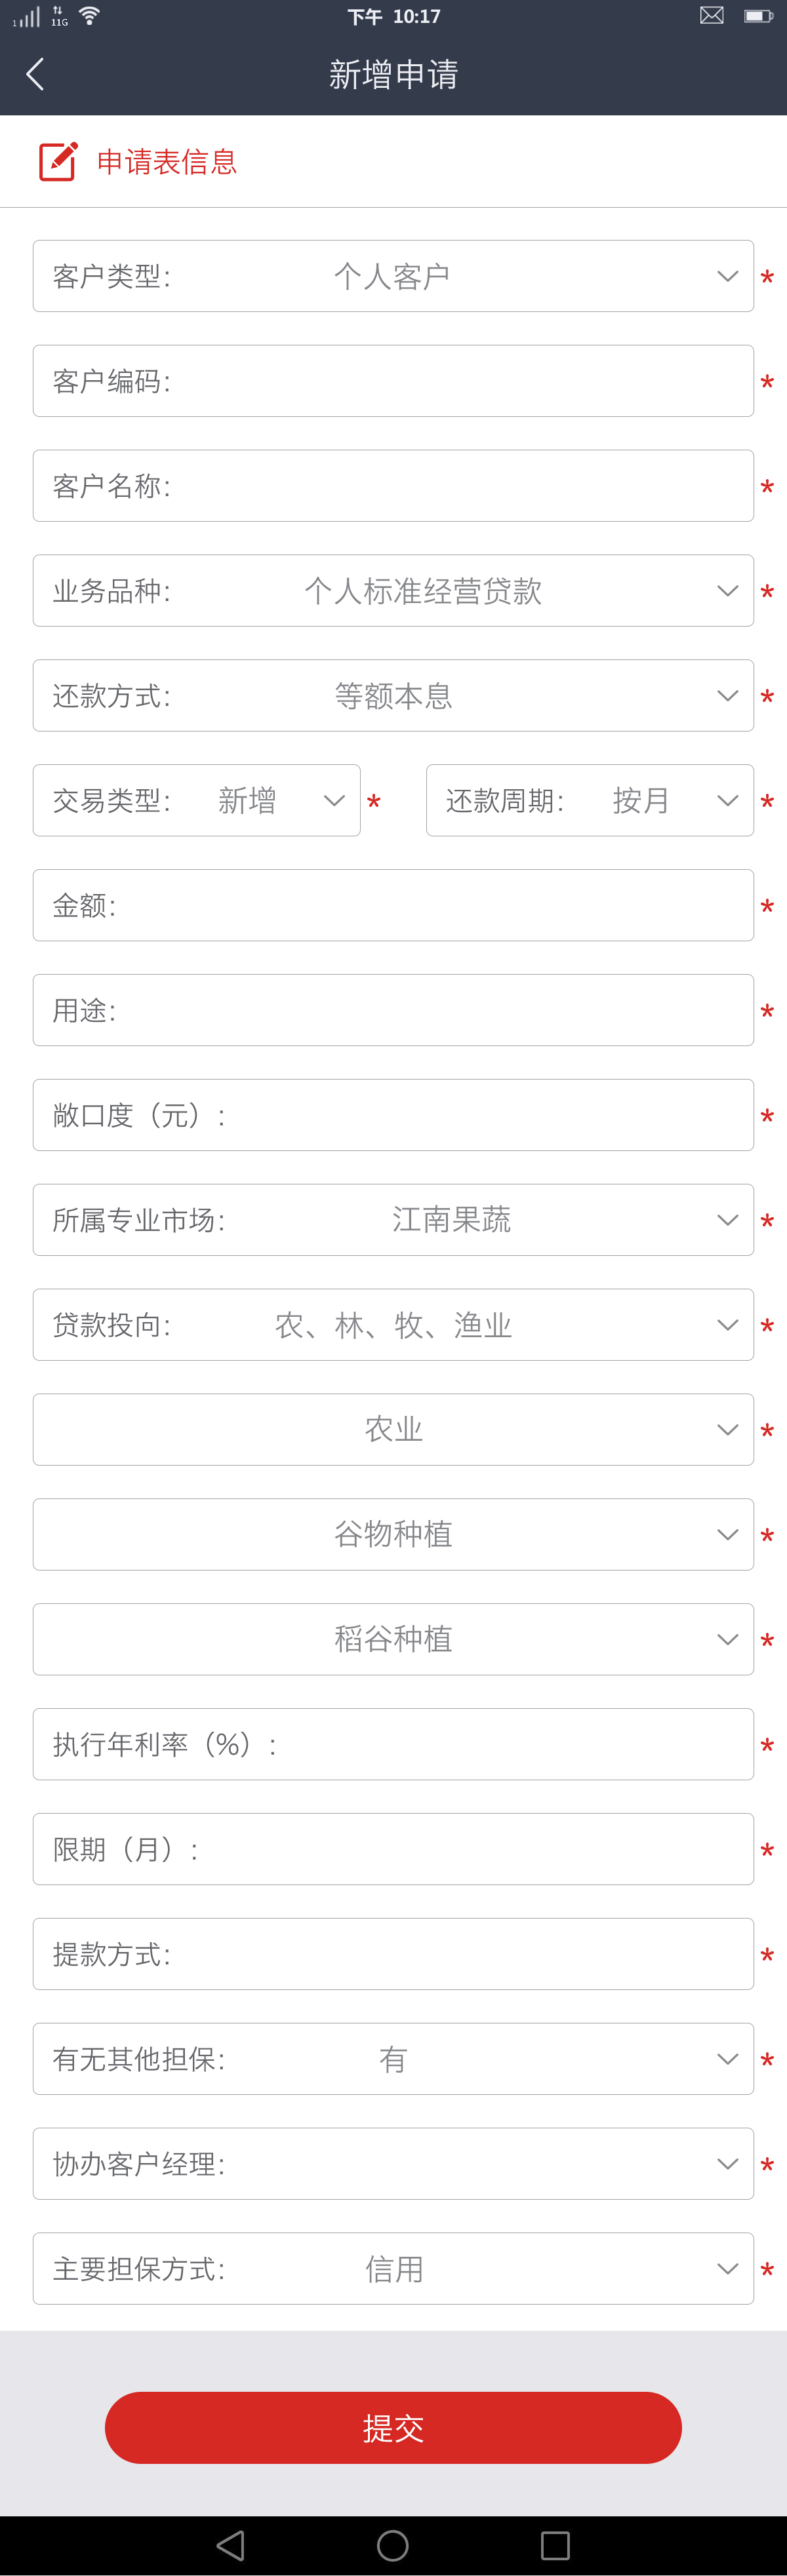 1 11G 下午 10:17
新增申请
申请表信息
客户类型： 个人客户 *
客户编码： *
客户名称： *
业务品种： 个人标准经营贷款 *
还款方式： 等额本息 *
交易类型： 新增 * 还款周期： 按月 *
金额： *
用途： *
敞口度（元）： *
所属专业市场： 江南果蔬 *
贷款投向： 农、林、牧、渔业 *
农业 *
谷物种植 *
稻谷种植 *
执行年利率（%）： *
限期（月）： *
提款方式： *
有无其他担保： 有 *
协办客户经理： *
主要担保方式： 信用 *
提交